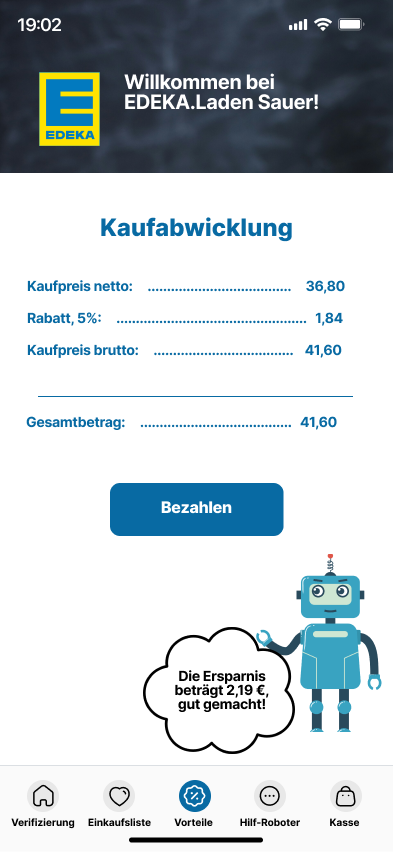 19:02
Willkommen bei
EDEKA.Laden Sauer!
EDEKA
Kaufabwicklung
Kaufpreis netto: ..................................... 36,80
Rabatt, 5%: ................................................. 1,84
Kaufpreis brutto: .................................... 41,60
Gesamtbetrag: ....................................... 41,60
Bezahlen
Die Ersparnis
beträgt 2,19 €,
gut gemacht!
Verifizierung
Einkaufsliste
Vorteile
Hilf-Roboter
Kasse